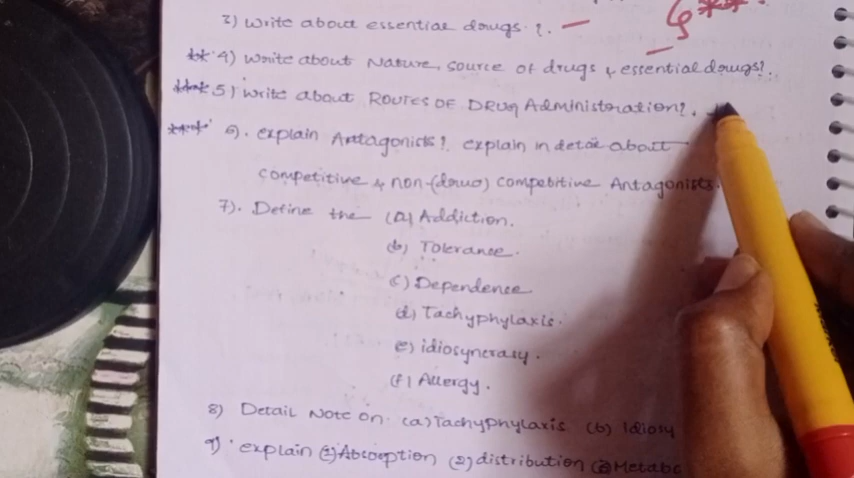 3) Write about essential drugs ?. —
** 4) Write about Nature, source of drugs & essential drugs?.
*** 5) Write about ROUTES OF DRUG Administration?.
*** 6). explain Antagonists?. explain in detail about
competitive & non-(drug) competitive Antagonists.
7). Define the (a) Addiction.
(b) Tolerance.
(c) Dependense
(d) Tachyphylaxis.
(e) idiosyncrasy.
(f) Allergy.
8) Detail Note on (a) Tachyphylaxis (b) Idiosy
9) explain (1) Absorption (2) distribution (3) Metabo